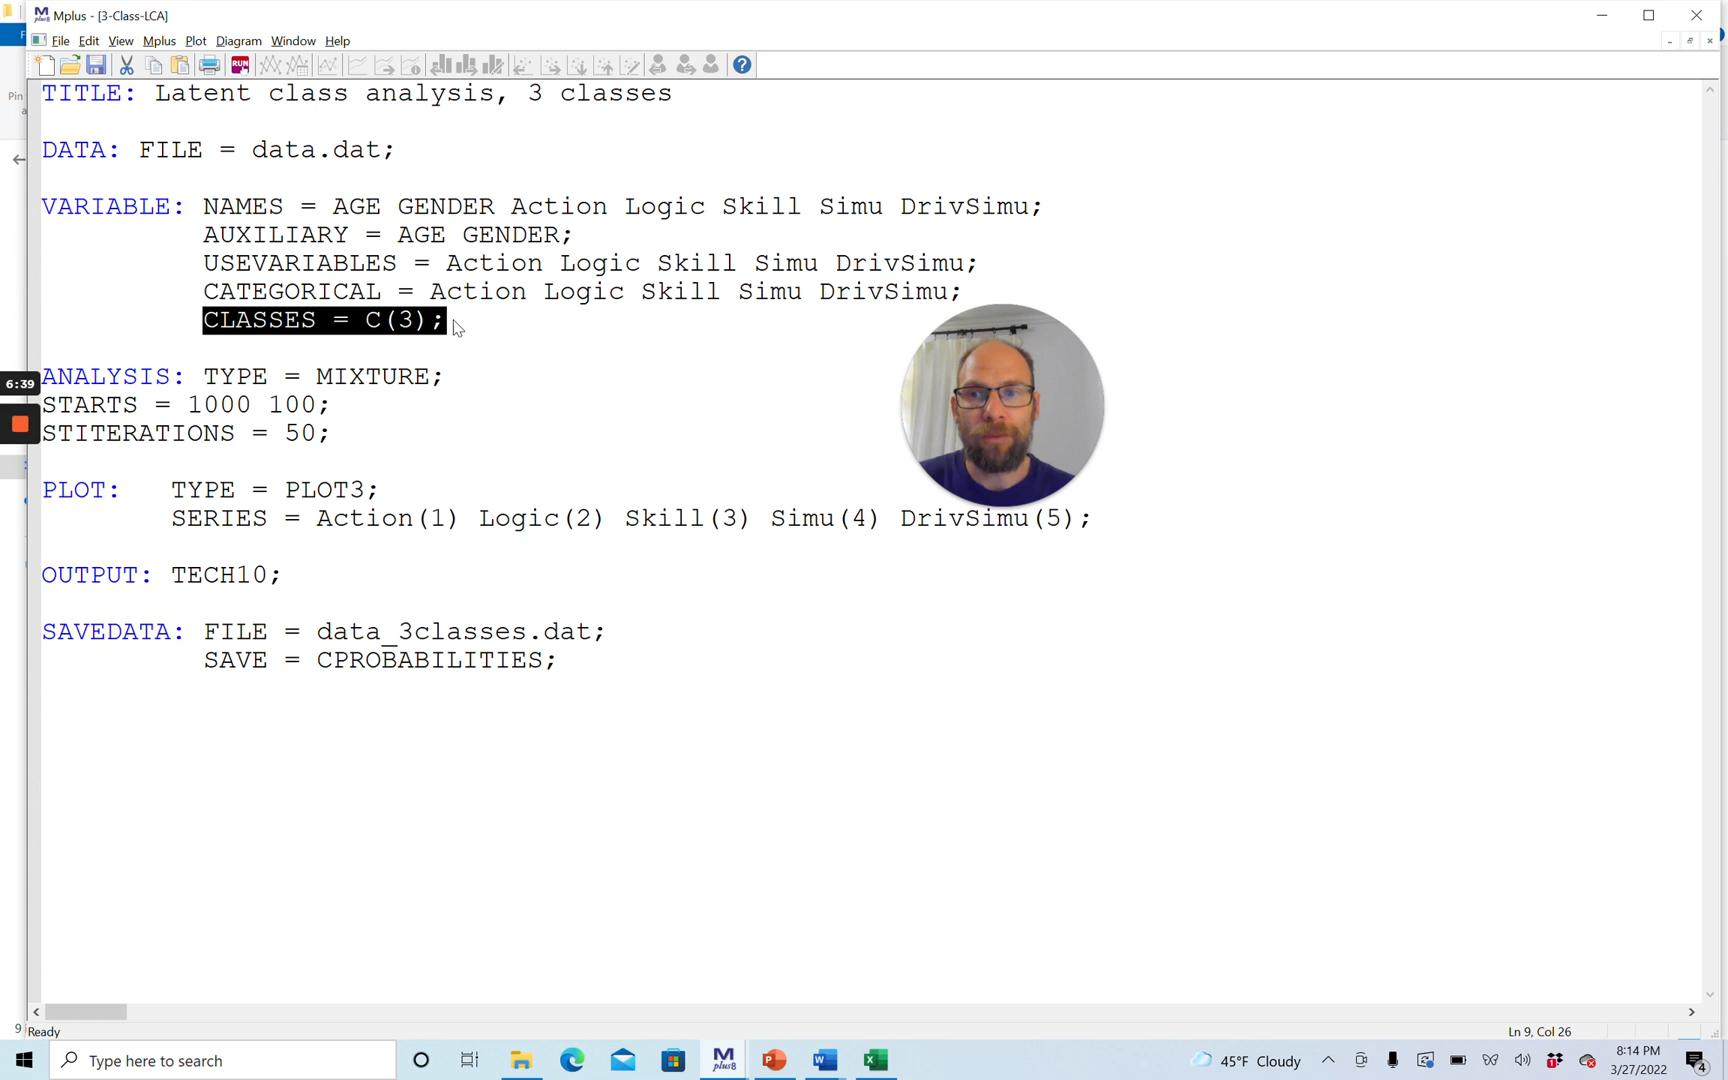 Mplus - [3-Class-LCA]
File Edit View Mplus Plot Diagram Window Help
RUN
TITLE: Latent class analysis, 3 classes
DATA: FILE = data.dat;
VARIABLE: NAMES = AGE GENDER Action Logic Skill Simu DrivSimu;
AUXILIARY = AGE GENDER;
USEVARIABLES = Action Logic Skill Simu DrivSimu;
CATEGORICAL = Action Logic Skill Simu DrivSimu;
CLASSES = C(3);
ANALYSIS: TYPE = MIXTURE;
6:39
STARTS = 1000 100;
STITERATIONS = 50;
PLOT: TYPE = PLOT3;
SERIES = Action(1) Logic(2) Skill(3) Simu(4) DrivSimu(5);
OUTPUT: TECH10;
SAVEDATA: FILE = data_3classes.dat;
SAVE = CPROBABILITIES;
Pin
a
9
Ready
Ln 9, Col 26
Type here to search
45°F Cloudy
8:14 PM
3/27/2022
4